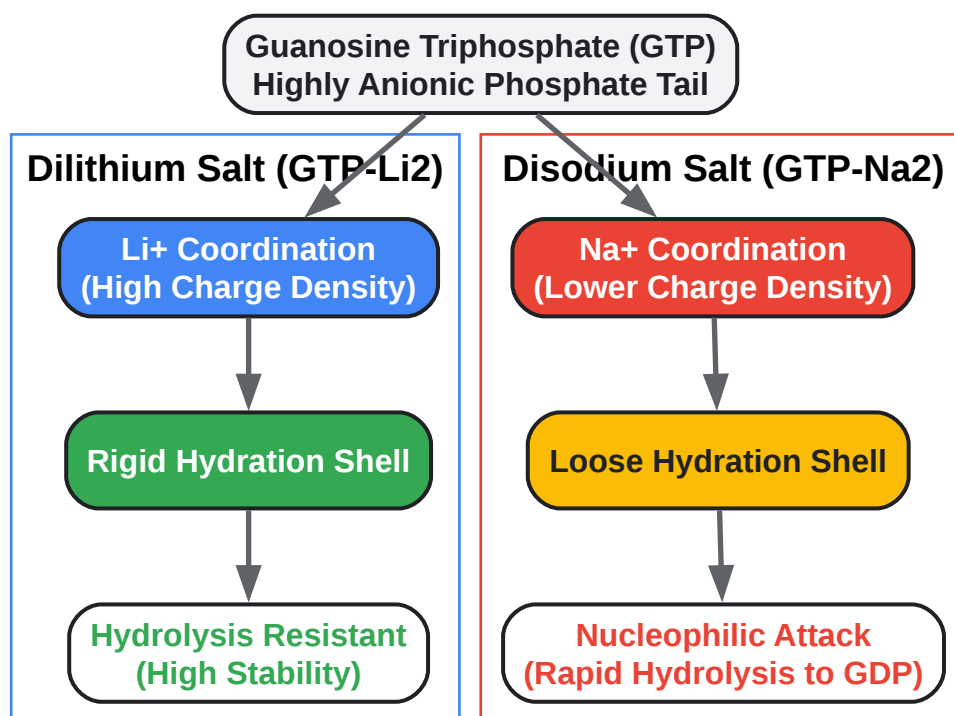 Guanosine Triphosphate (GTP)
Highly Anionic Phosphate Tail
Dilithium Salt (GTP-Li2)
Li+ Coordination
(High Charge Density)
Rigid Hydration Shell
Hydrolysis Resistant
(High Stability)
Disodium Salt (GTP-Na2)
Na+ Coordination
(Lower Charge Density)
Loose Hydration Shell
Nucleophilic Attack
(Rapid Hydrolysis to GDP)